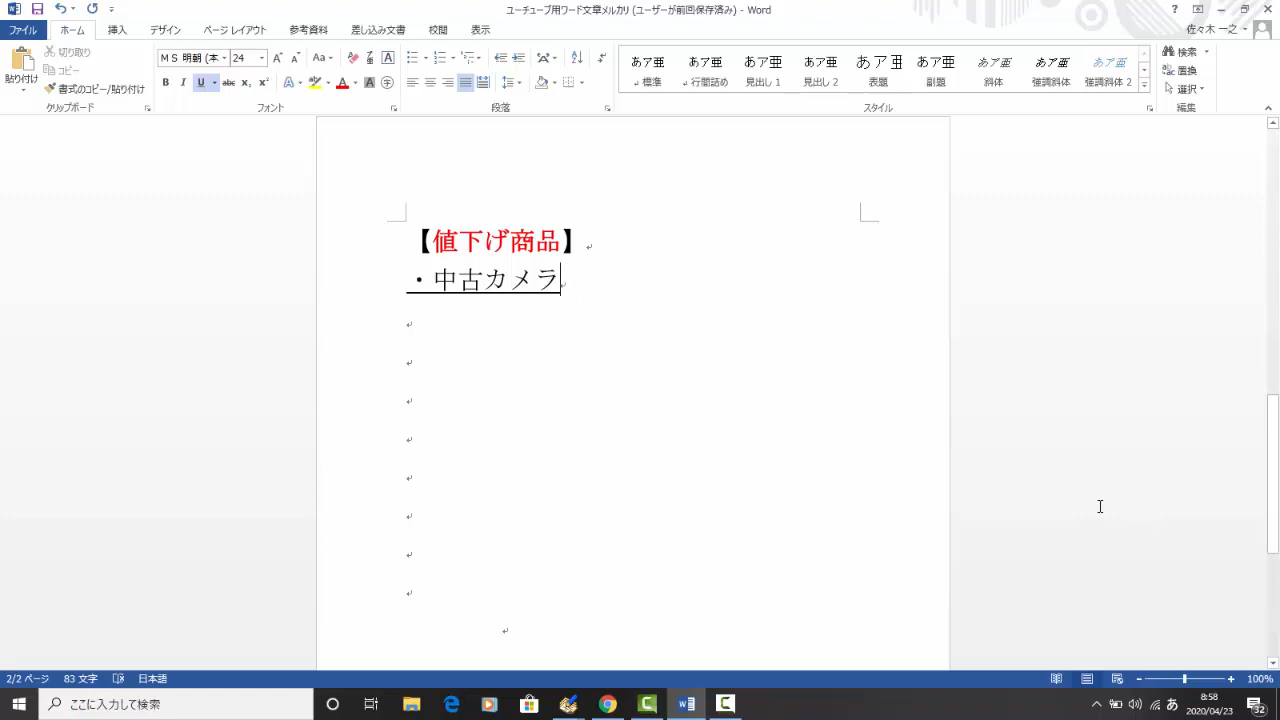 ユーチューブ用ワード文章メルカリ (ユーザーが前回保存済み) - Word
ファイル ホーム 挿入 デザイン ページ レイアウト 参考資料 差し込み文書 校閲 表示 佐々木 一之
貼り付け
切り取り
コピー
書式のコピー/貼り付け
クリップボード
ＭＳ 明朝 (本 24
Aa
B I U abc x₂ x²
フォント
段落
あア亜 あア亜 あア亜 あア亜 あア亜 あア亜 あア亜 あア亜 あア亜
標準 行間詰め 見出し 1 見出し 2 表題 副題 斜体 強調斜体 強調斜体 2
スタイル
検索
置換
選択
編集
【値下げ商品】
・中古カメラ
2/2 ページ 83 文字 日本語 100%
ここに入力して検索
あ
8:58
2020/04/23
32